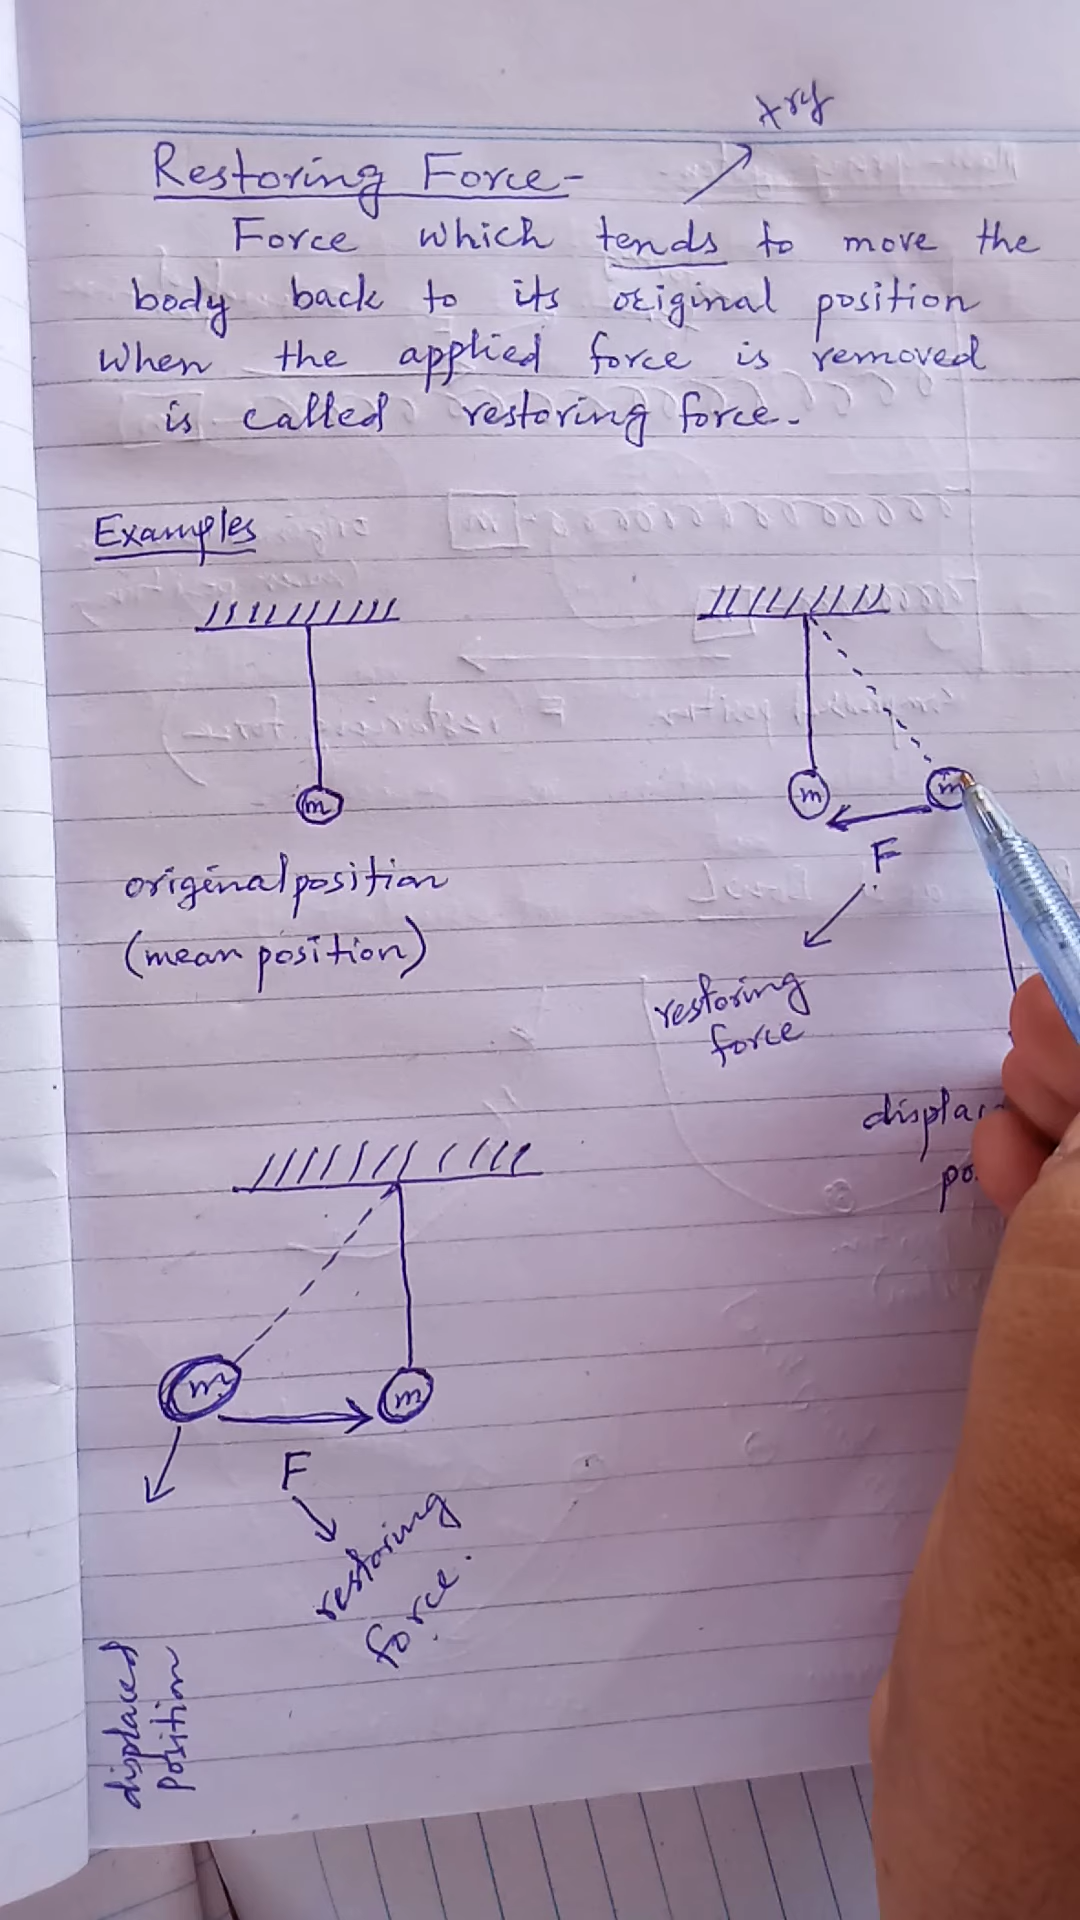 try
Restoring Force-
Force which tends to move the
body back to its original position
when the applied force is removed
is called restoring force.
Examples
m
m
m
F
original position
(mean position)
restoring
force
m
m
F
restoring
force.
displaced
position